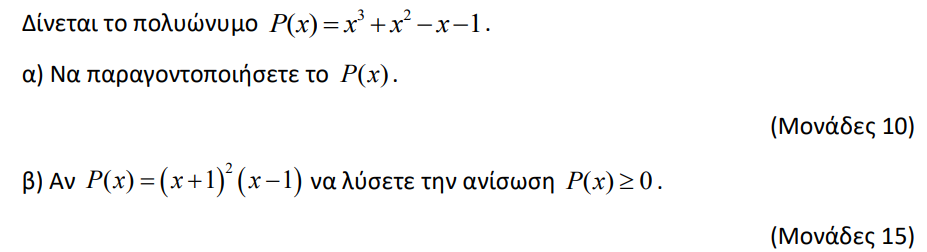 Δίνεται το πολυώνυμο P(x) = x³ + x² − x − 1.
α) Να παραγοντοποιήσετε το P(x).
(Μονάδες 10)
β) Αν P(x) = (x+1)² (x−1) να λύσετε την ανίσωση P(x) ≥ 0.
(Μονάδες 15)